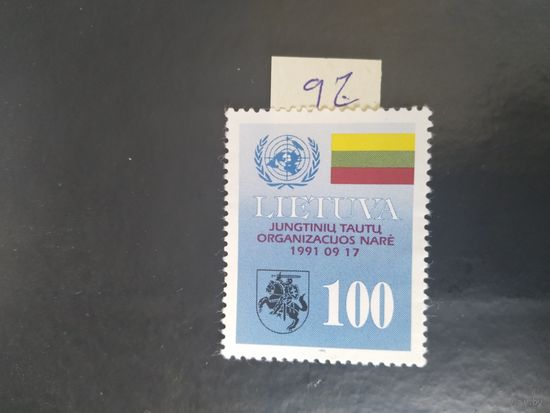 92
LIETUVA
JUNGTINIŲ TAUTŲ
ORGANIZACIJOS NARĖ
1991 09 17
100